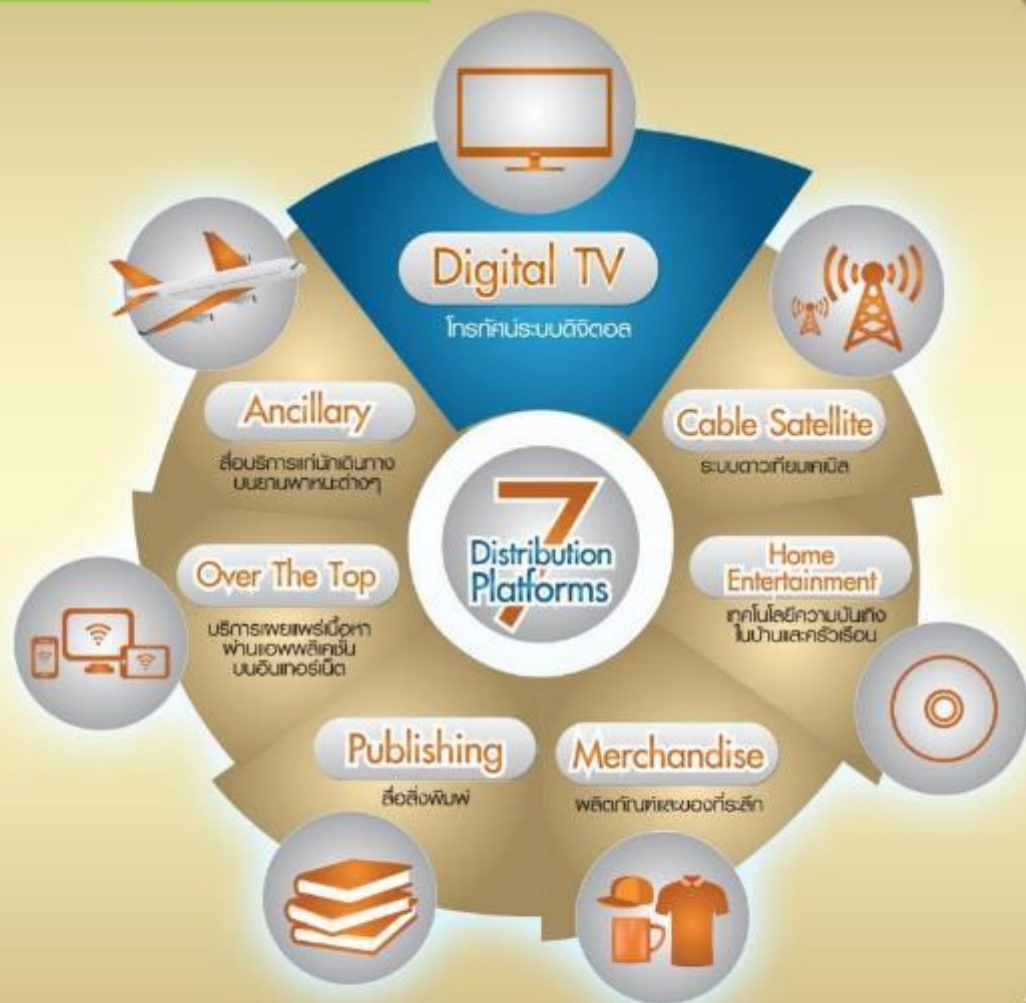 Digital TV
โทรทัศน์ระบบดิจิตอล
Cable Satellite
ระบบดาวเทียมเคเบิล
Home
Entertainment
เทคโนโลยีความบันเทิง
ในบ้านและครัวเรือน
Merchandise
ผลิตภัณฑ์และของที่ระลึก
Publishing
สื่อสิ่งพิมพ์
Over The Top
บริการเผยแพร่เนื้อหา
ผ่านแอพพลิเคชั่น
บนอินเทอร์เน็ต
Ancillary
สื่อบริการแก่นักเดินทาง
บนยานพาหนะต่างๆ
7
Distribution
Platforms